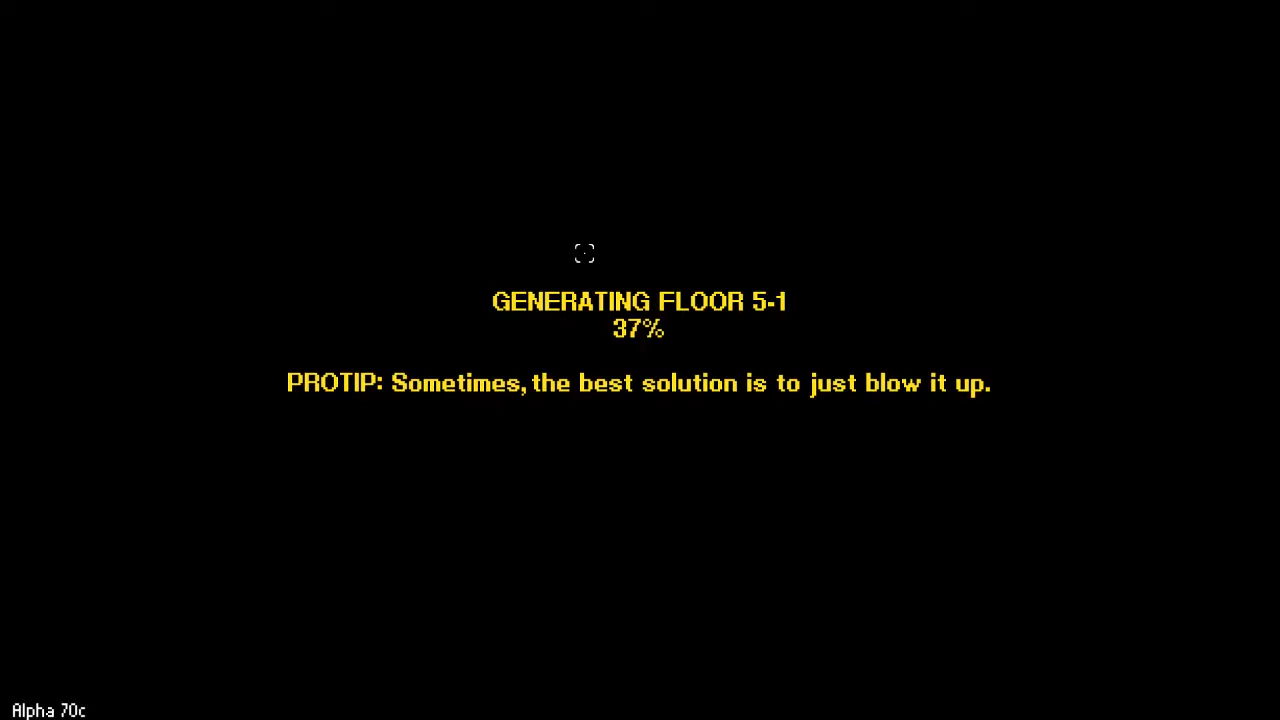 GENERATING FLOOR 5-1
37%
PROTIP: Sometimes, the best solution is to just blow it up.
Alpha 70c